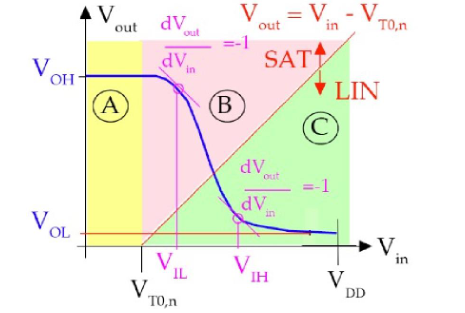 Vout
dVout
dVin
=-1
Vout = Vin - VT0,n
SAT
LIN
VOH
A
B
C
dVout
dVin
=-1
VOL
Vin
VIL
VIH
VT0,n
VDD